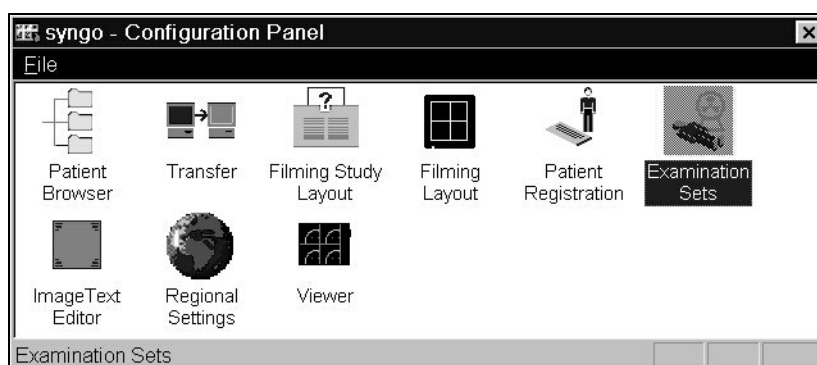 syngo - Configuration Panel
File
Patient Browser
Transfer
Filming Study Layout
Filming Layout
Patient Registration
Examination Sets
ImageText Editor
Regional Settings
Viewer
Examination Sets